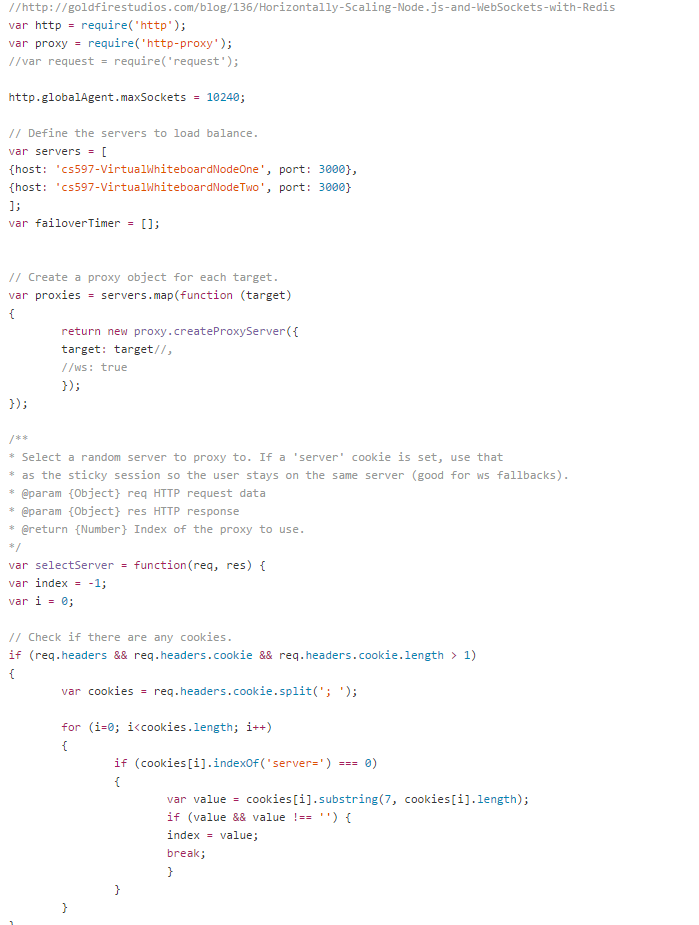 //http://goldfirestudios.com/blog/136/Horizontally-Scaling-Node.js-and-WebSockets-with-Redis
var http = require('http');
var proxy = require('http-proxy');
//var request = require('request');
http.globalAgent.maxSockets = 10240;
// Define the servers to load balance.
var servers = [
{host: 'cs597-VirtualWhiteboardNodeOne', port: 3000},
{host: 'cs597-VirtualWhiteboardNodeTwo', port: 3000}
];
var failoverTimer = [];
// Create a proxy object for each target.
var proxies = servers.map(function (target)
{
return new proxy.createProxyServer({
target: target//,
//ws: true
});
});
/**
* Select a random server to proxy to. If a 'server' cookie is set, use that
* as the sticky session so the user stays on the same server (good for ws fallbacks).
* @param {Object} req HTTP request data
* @param {Object} res HTTP response
* @return {Number} Index of the proxy to use.
*/
var selectServer = function(req, res) {
var index = -1;
var i = 0;
// Check if there are any cookies.
if (req.headers && req.headers.cookie && req.headers.cookie.length > 1)
{
var cookies = req.headers.cookie.split('; ');
for (i=0; i<cookies.length; i++)
{
if (cookies[i].indexOf('server=') === 0)
{
var value = cookies[i].substring(7, cookies[i].length);
if (value && value !== '') {
index = value;
break;
}
}
}
}